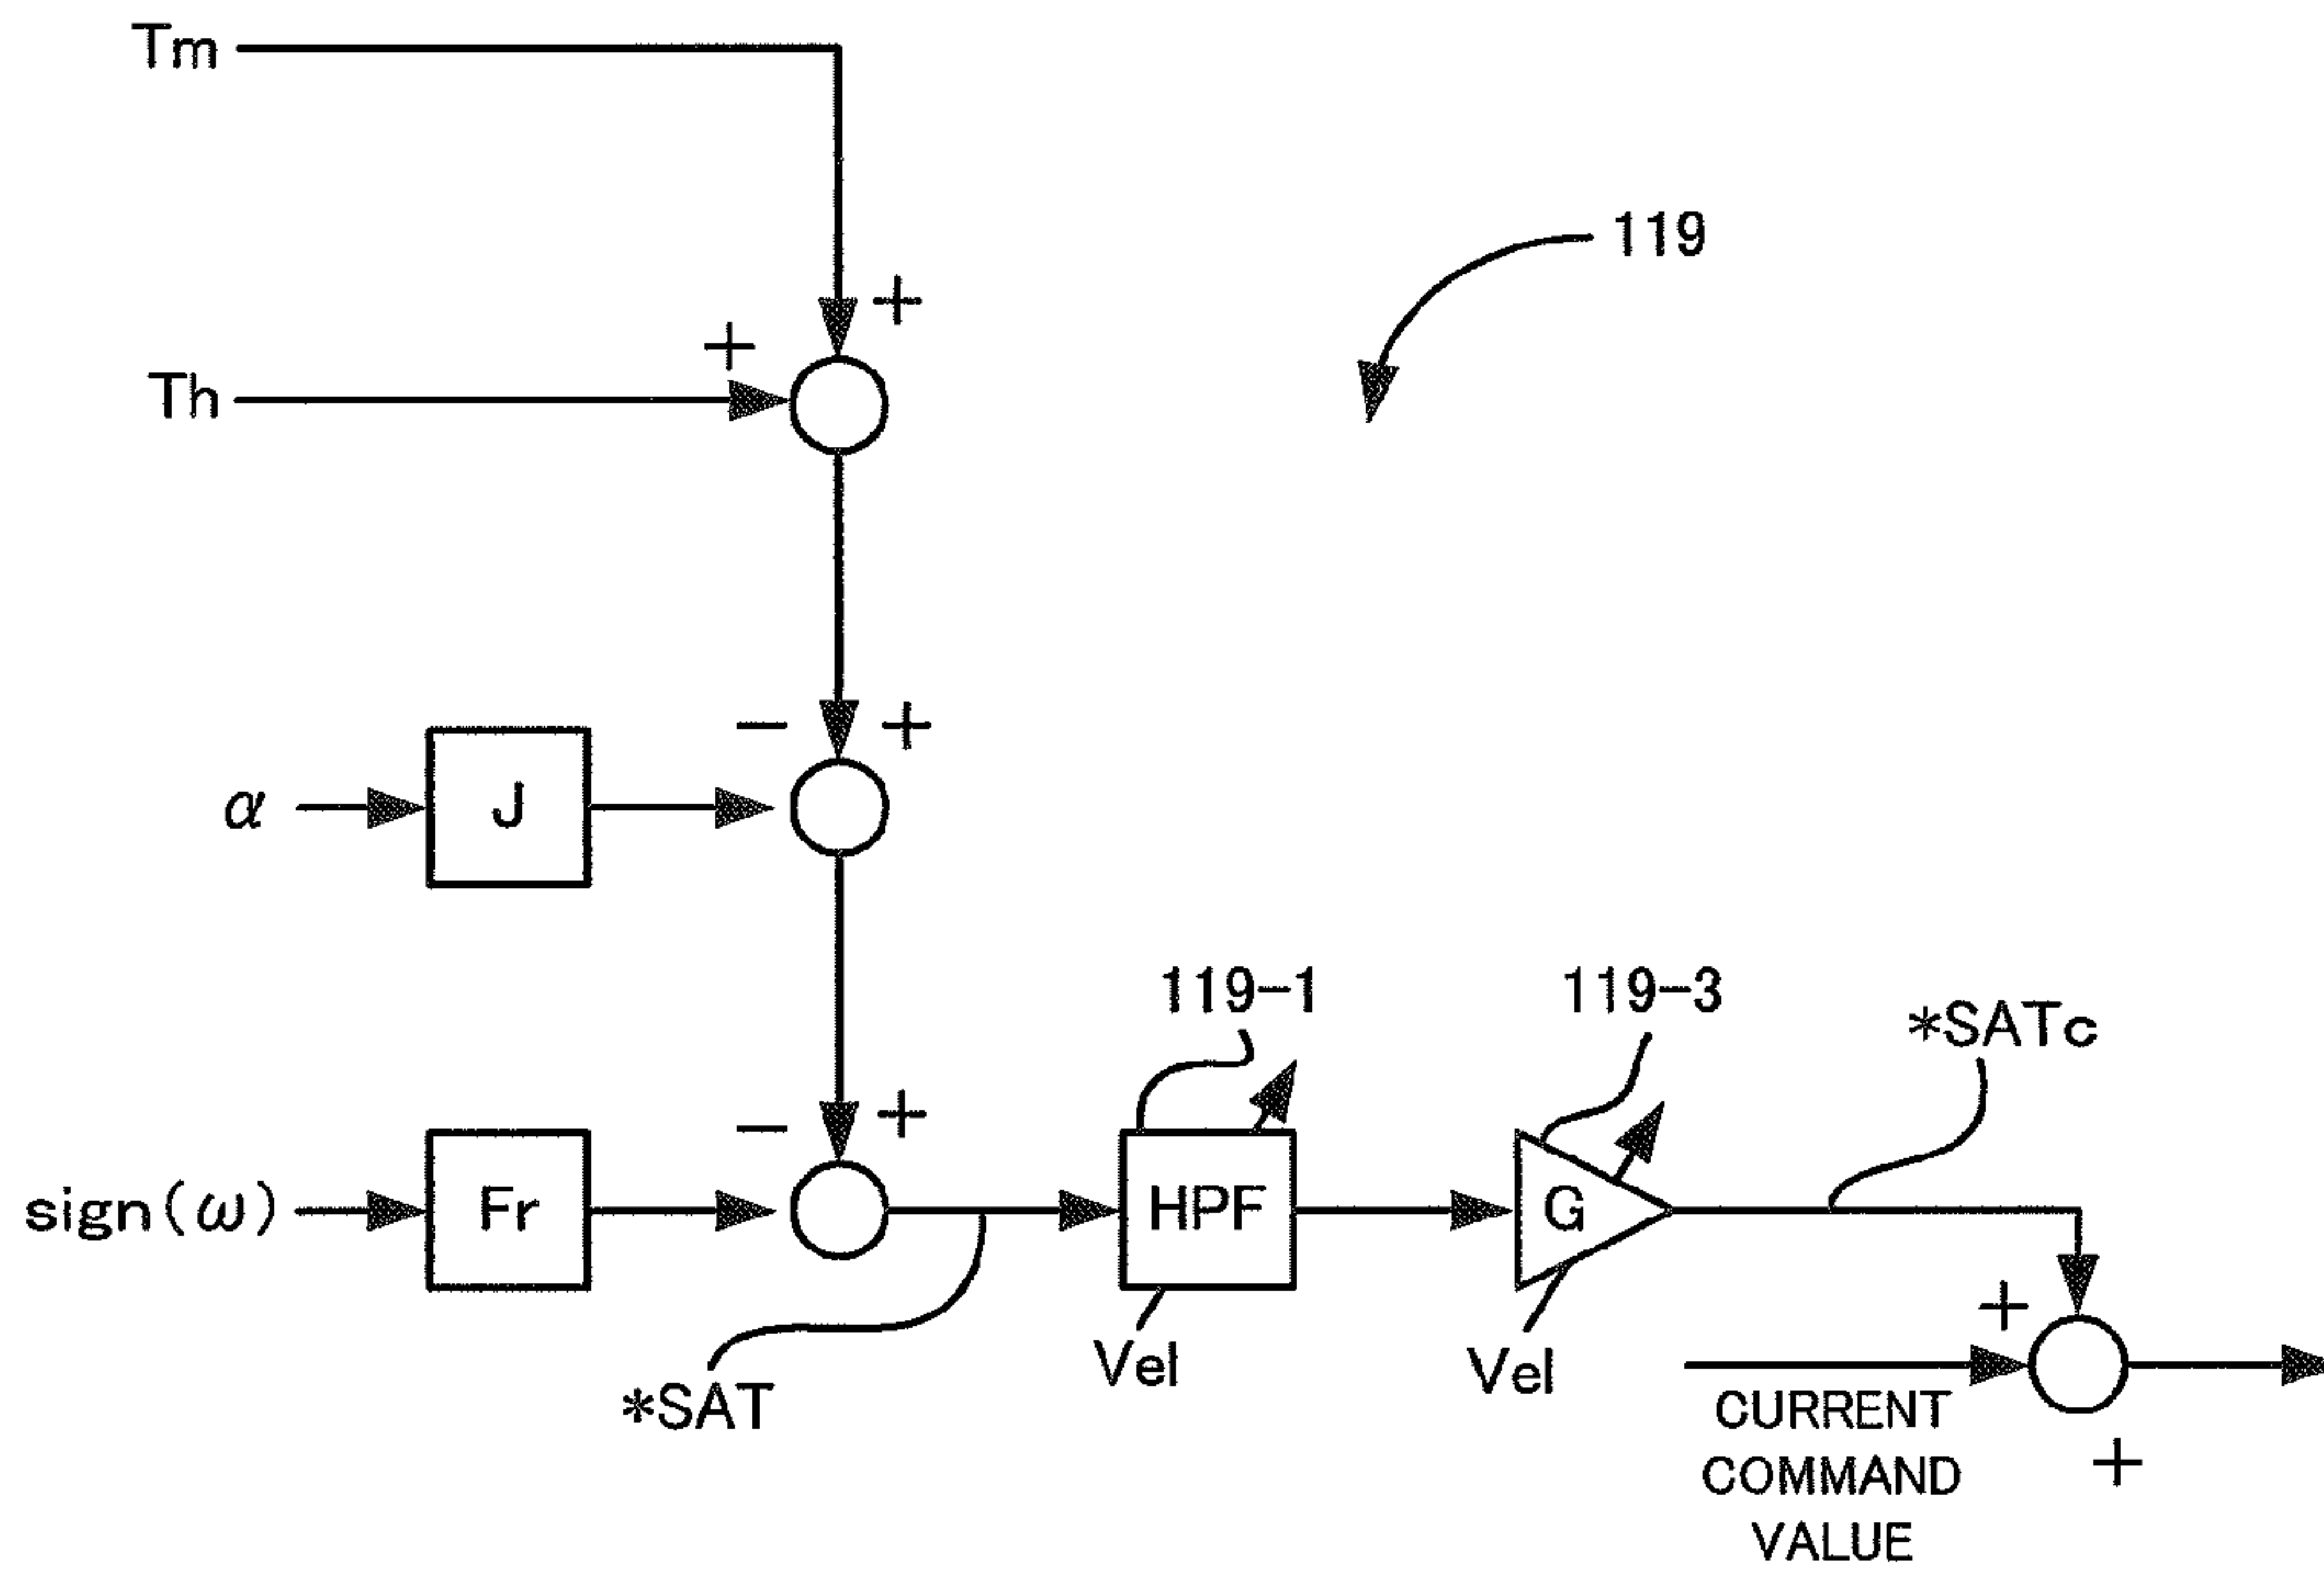 Tm
119
+
+
Th
− +
α J
119-1 119-3
*SATc
− +
sign(ω) Fr HPF G
+
Vel Vel
*SAT
CURRENT
COMMAND
VALUE
+